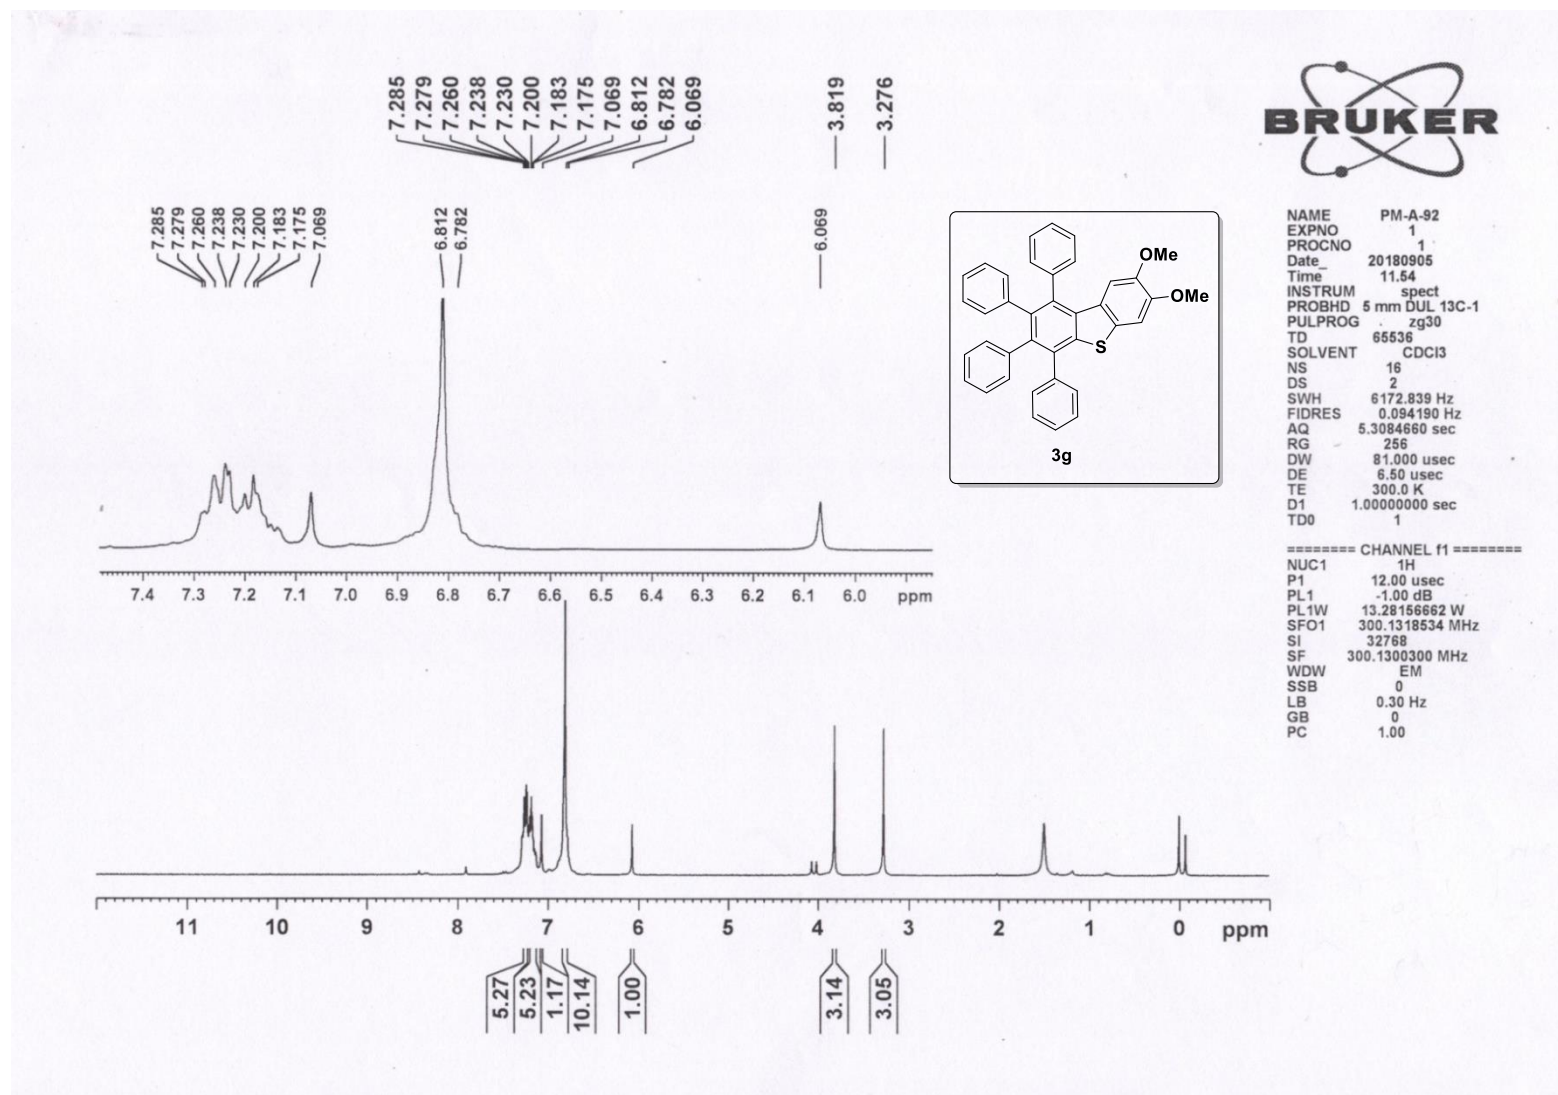 7.285
7.279
7.260
7.238
7.230
7.200
7.183
7.175
7.069
6.812
6.782
6.069
3.819
3.276
BRUKER
7.285
7.279
7.260
7.238
7.230
7.200
7.183
7.175
7.069
6.812
6.782
6.069
OMe
OMe
S
3g
NAME PM-A-92
EXPNO 1
PROCNO 1
Date_ 20180905
Time 11.54
INSTRUM spect
PROBHD 5 mm DUL 13C-1
PULPROG zg30
TD 65536
SOLVENT CDCl3
NS 16
DS 2
SWH 6172.839 Hz
FIDRES 0.094190 Hz
AQ 5.3084660 sec
RG 256
DW 81.000 usec
DE 6.50 usec
TE 300.0 K
D1 1.00000000 sec
TD0 1
======== CHANNEL f1 ========
NUC1 1H
P1 12.00 usec
PL1 -1.00 dB
PL1W 13.28156662 W
SFO1 300.1318534 MHz
SI 32768
SF 300.1300300 MHz
WDW EM
SSB 0
LB 0.30 Hz
GB 0
PC 1.00
7.4 7.3 7.2 7.1 7.0 6.9 6.8 6.7 6.6 6.5 6.4 6.3 6.2 6.1 6.0 ppm
11 10 9 8 7 6 5 4 3 2 1 0 ppm
5.27
5.23
1.17
10.14
1.00
3.14
3.05